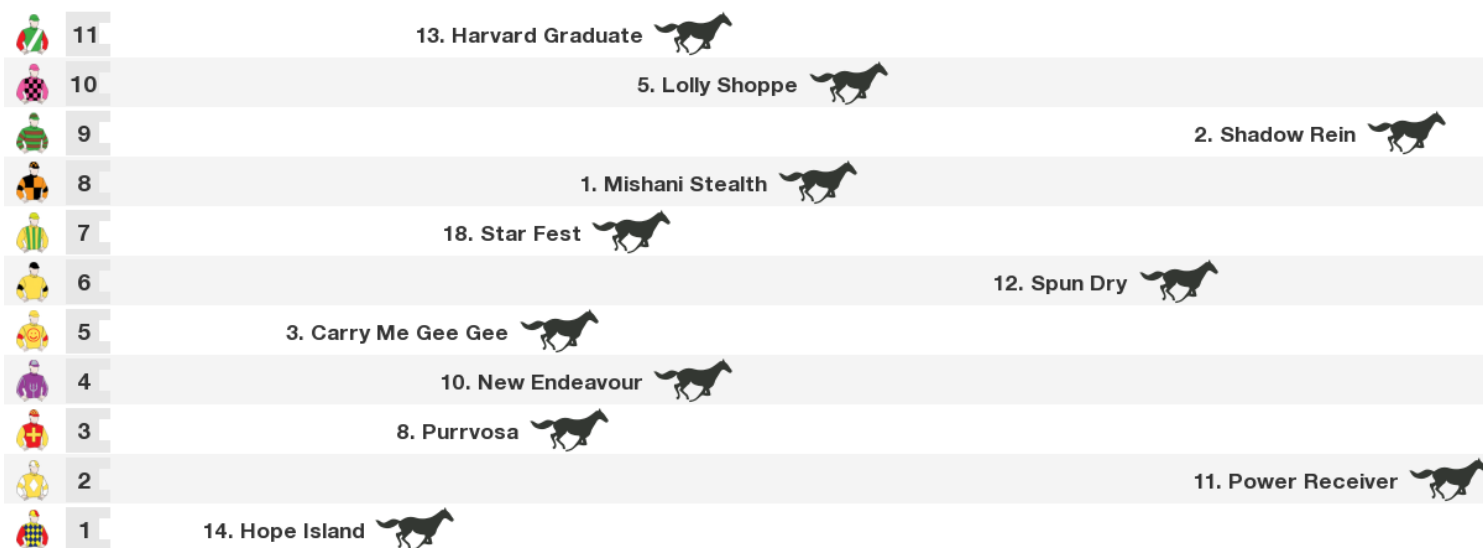 11 13. Harvard Graduate
10 5. Lolly Shoppe
9 2. Shadow Rein
8 1. Mishani Stealth
7 18. Star Fest
6 12. Spun Dry
5 3. Carry Me Gee Gee
4 10. New Endeavour
3 8. Purrvosa
2 11. Power Receiver
1 14. Hope Island